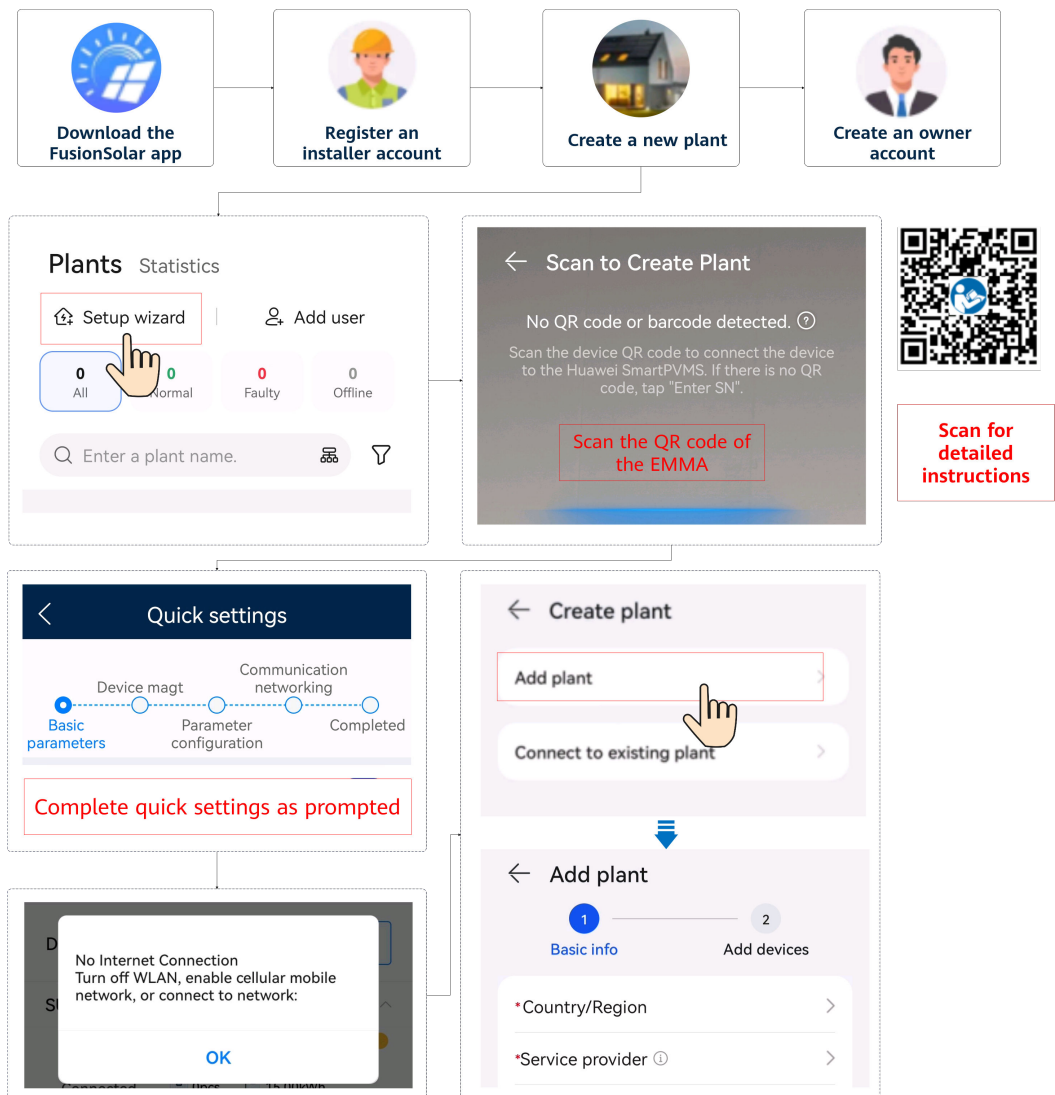 Download the
FusionSolar app
Register an
installer account
Create a new plant
Create an owner
account
Plants Statistics
Setup wizard
Add user
0
All
0
Normal
0
Faulty
0
Offline
Enter a plant name.
Scan to Create Plant
No QR code or barcode detected. ?
Scan the device QR code to connect the device
to the Huawei SmartPVMS. If there is no QR
code, tap "Enter SN".
Scan the QR code of
the EMMA
Scan for
detailed
instructions
Quick settings
Basic
parameters
Device magt
Parameter
configuration
Communication
networking
Completed
Complete quick settings as prompted
No Internet Connection
Turn off WLAN, enable cellular mobile
network, or connect to network:
OK
Create plant
Add plant
Connect to existing plant
Add plant
1
Basic info
2
Add devices
*Country/Region
*Service provider